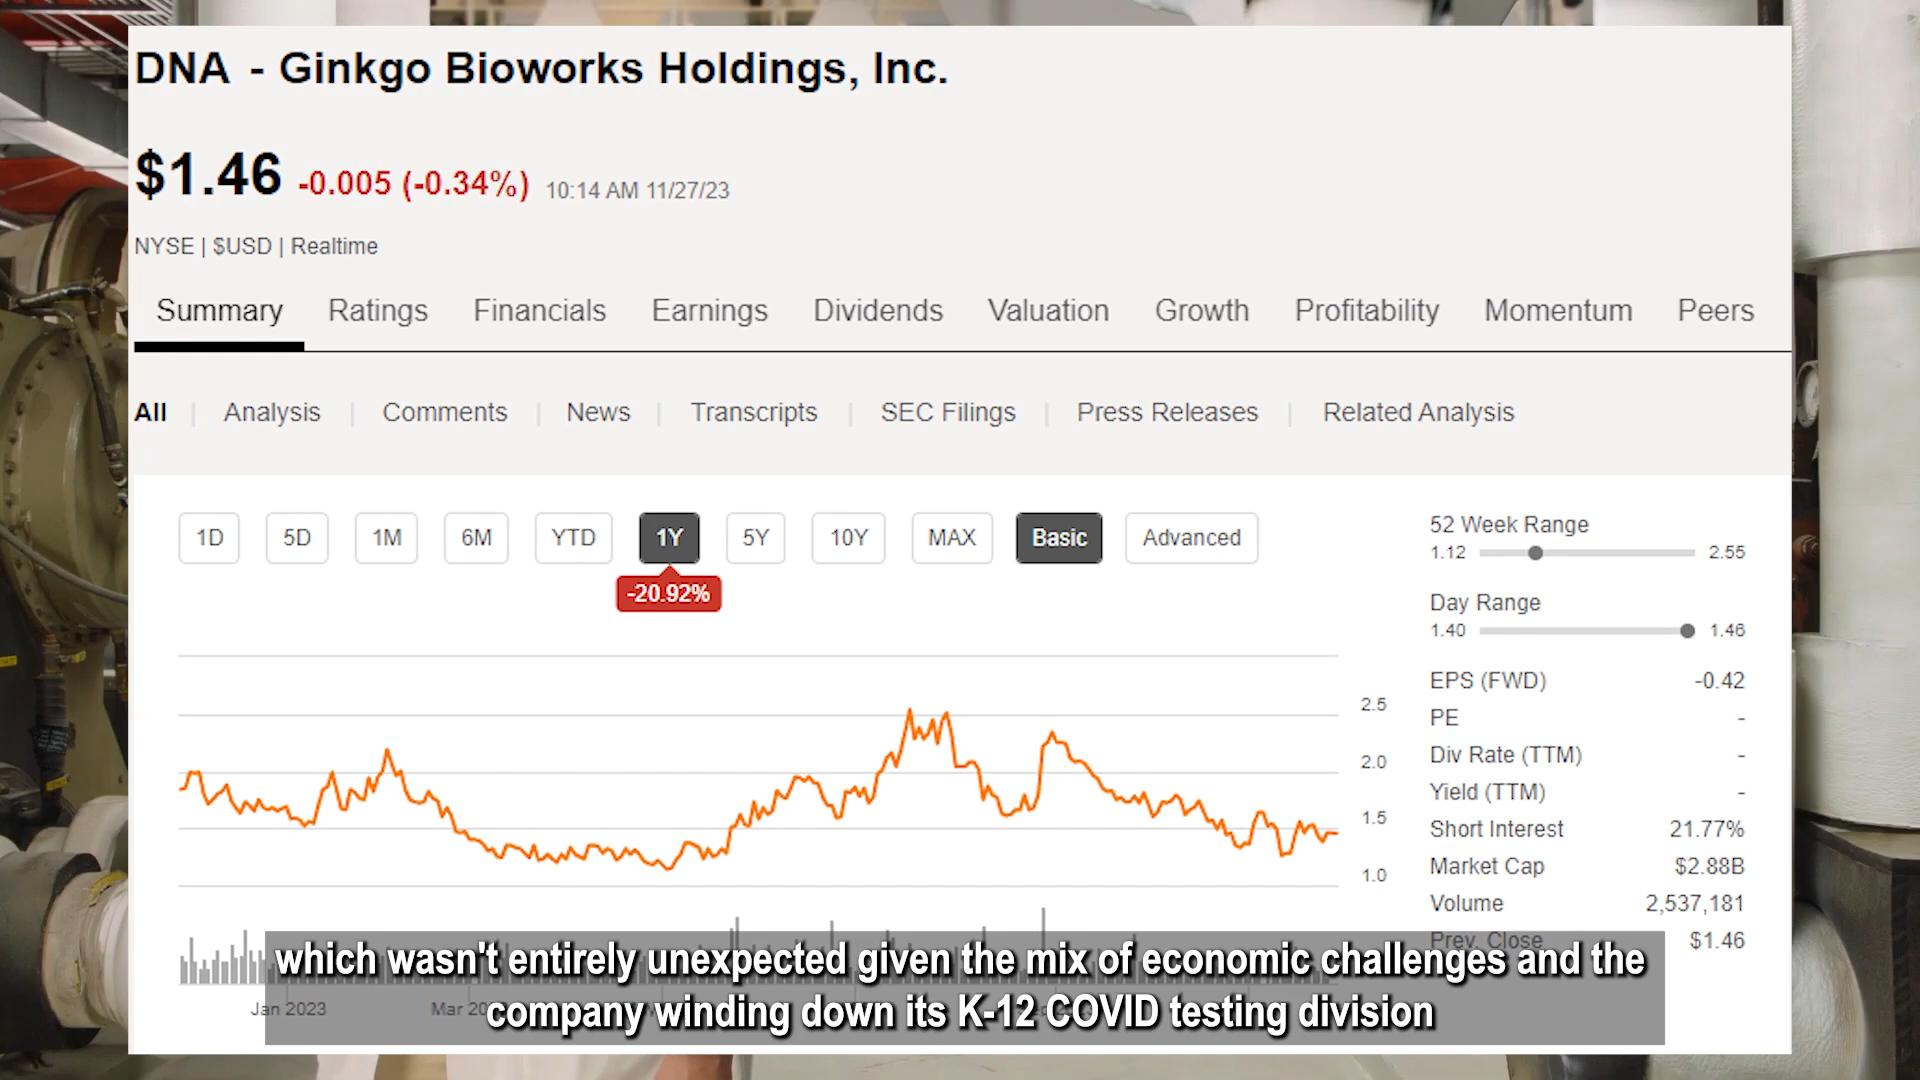 DNA - Ginkgo Bioworks Holdings, Inc.
$1.46 -0.005 (-0.34%) 10:14 AM 11/27/23
NYSE | $USD | Realtime
Summary Ratings Financials Earnings Dividends Valuation Growth Profitability Momentum Peers
All | Analysis | Comments | News | Transcripts | SEC Filings | Press Releases | Related Analysis
1D 5D 1M 6M YTD 1Y 5Y 10Y MAX Basic Advanced
-20.92%
52 Week Range
1.12 2.55
Day Range
1.40 1.46
EPS (FWD) -0.42
PE -
Div Rate (TTM) -
Yield (TTM) -
Short Interest 21.77%
Market Cap $2.88B
Volume 2,537,181
Prev. Close $1.46
2.5
2.0
1.5
1.0
Jan 2023 Mar 20
which wasn't entirely unexpected given the mix of economic challenges and the
company winding down its K-12 COVID testing division